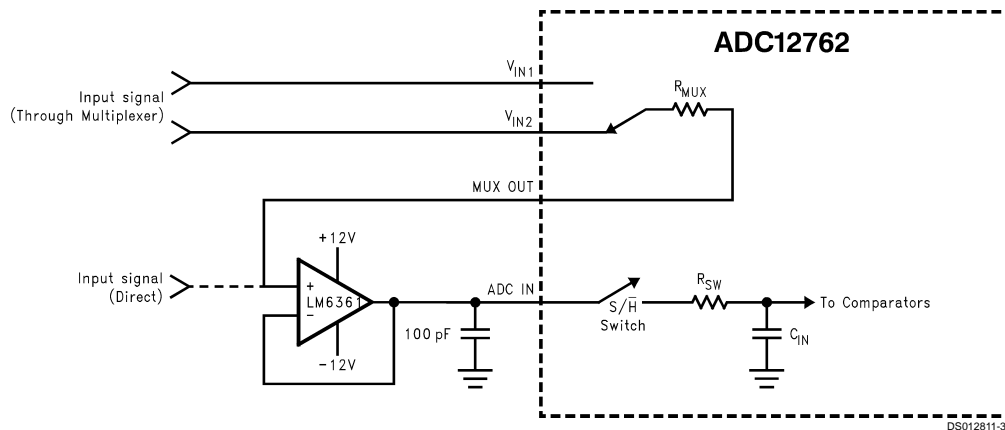 ADC12762
V_IN1
Input signal
(Through Multiplexer)
R_MUX
V_IN2
MUX OUT
+12V
Input signal
(Direct)
+
LM6361
−
−12V
ADC IN
100 pF
S/H̅
Switch
R_SW
To Comparators
C_IN
DS012811-3